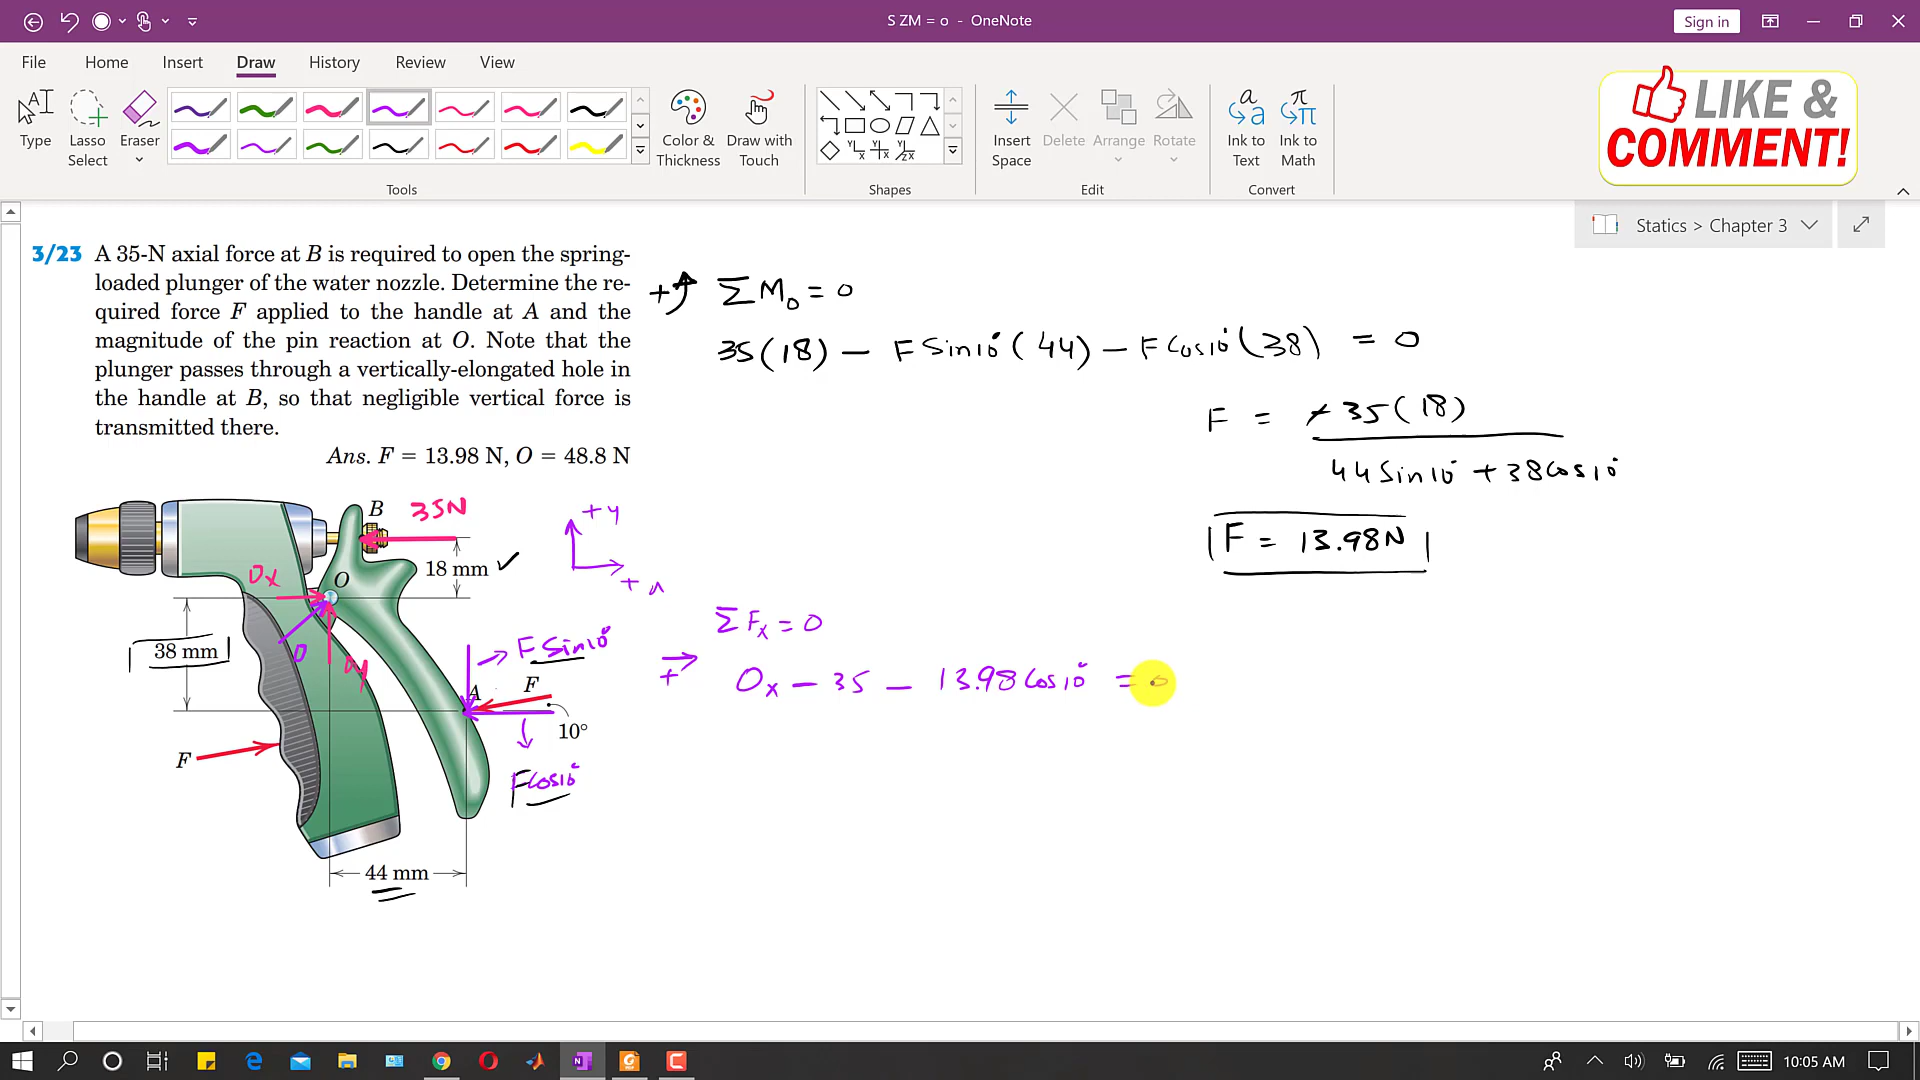 S ZM = o - OneNote
Sign in
File Home Insert Draw History Review View
Type
Lasso Select
Eraser
Color & Thickness
Draw with Touch
Insert Space
Delete
Arrange
Rotate
Ink to Text
Ink to Math
Tools
Shapes
Edit
Convert
LIKE &
COMMENT!
Statics > Chapter 3
3/23 A 35-N axial force at B is required to open the spring-
loaded plunger of the water nozzle. Determine the re-
quired force F applied to the handle at A and the
magnitude of the pin reaction at O. Note that the
plunger passes through a vertically-elongated hole in
the handle at B, so that negligible vertical force is
transmitted there.
Ans. F = 13.98 N, O = 48.8 N
+ ΣMo = 0
35(18) - F Sin10° (44) - F Cos10° (38) = 0
F = -35(18)
44 Sin10° + 38 Cos10°
F = 13.98N
B
35N
18 mm
Ox
O
+y
38 mm
O
F Sin10°
A
F
10°
F
F Cos10°
44 mm
ΣFx = 0
+
Ox - 35 - 13.98 Cos10° = 0
10:05 AM